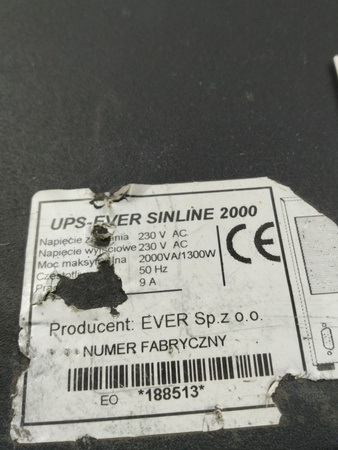 UPS-EVER SINLINE 2000
Napięcie 230 V AC
Napięcie wyjściowe 230 V AC
Moc 2000VA/1300W
50 Hz
9 A
CE
Producent: EVER Sp.z o.o.
NUMER FABRYCZNY
EO *188513*